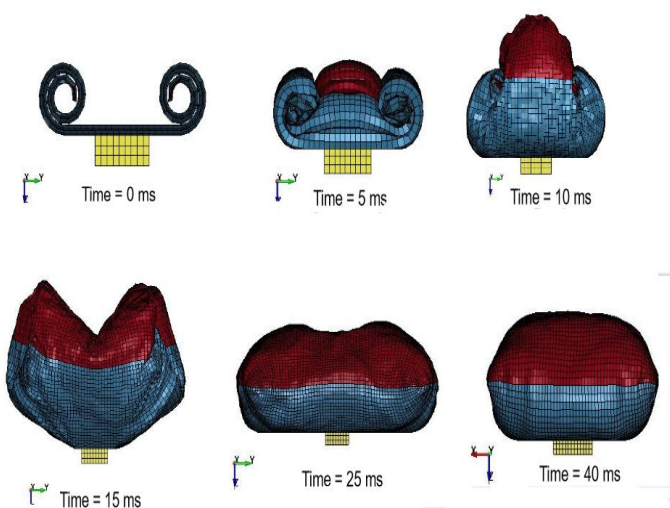 Time = 0 ms
Time = 5 ms
Time = 10 ms
Time = 15 ms
Time = 25 ms
Time = 40 ms